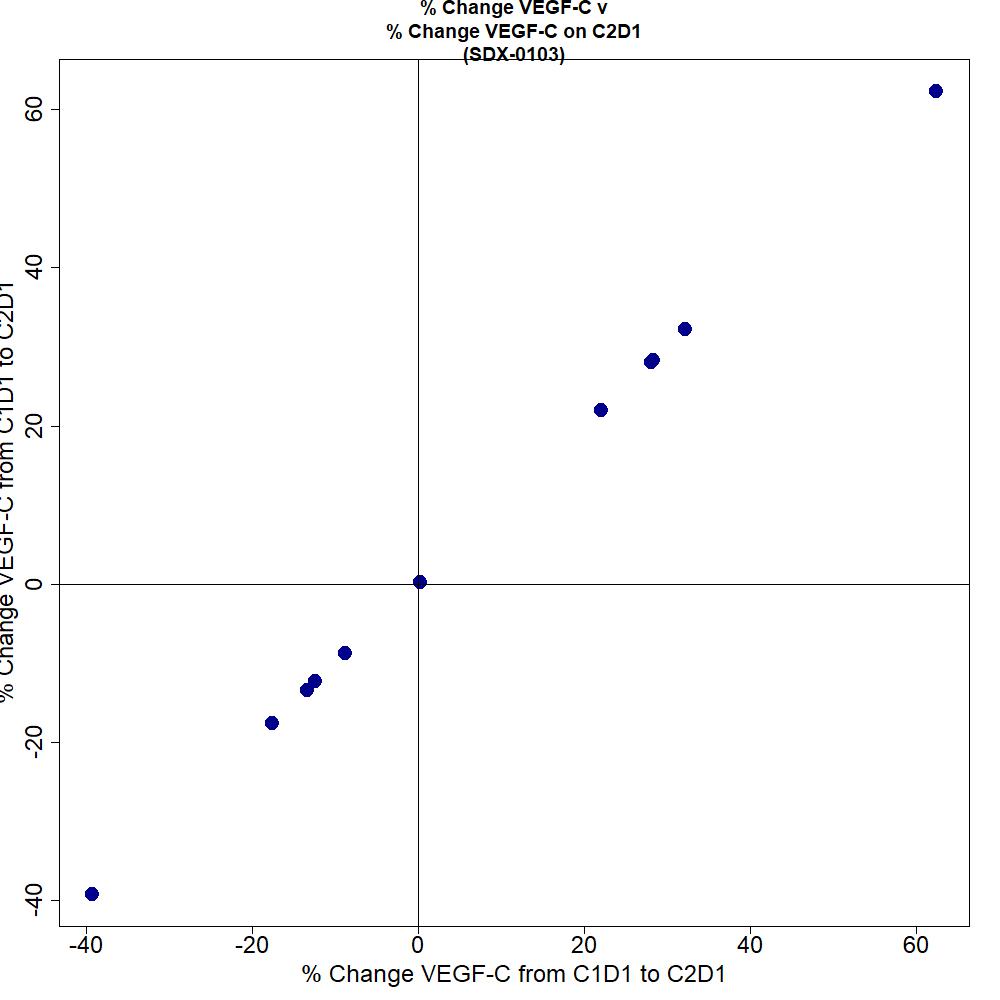 % Change VEGF-C v
% Change VEGF-C on C2D1
(SDX-0103)
% Change VEGF-C from C1D1 to C2D1
60
40
20
0
-20
-40
-40
-20
0
20
40
60
% Change VEGF-C from C1D1 to C2D1